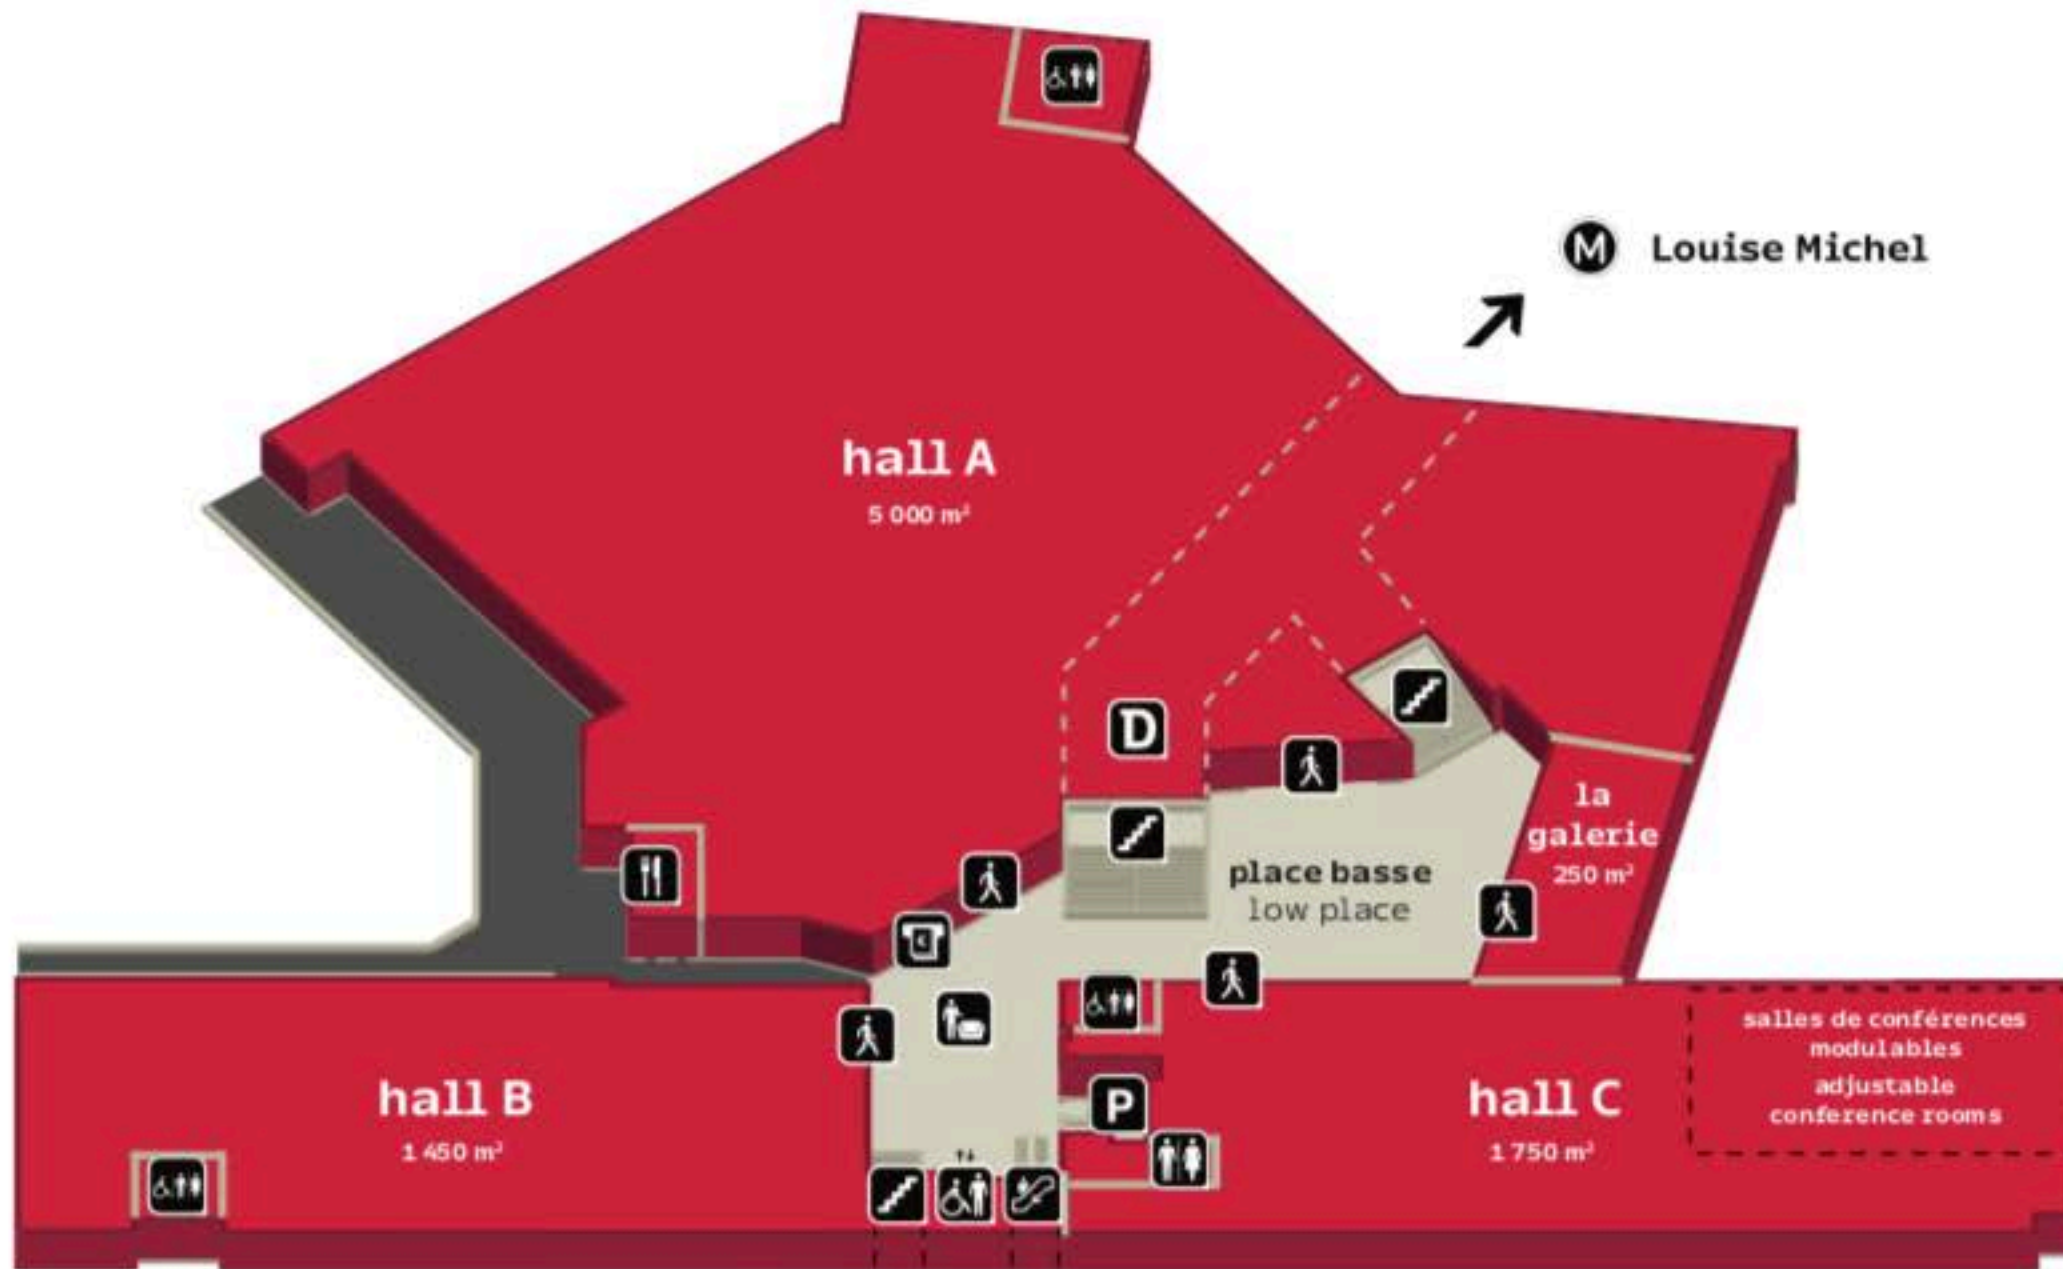 M Louise Michel
hall A
5 000 m²
D
la
galerie
250 m²
place basse
low place
€
hall B
1 450 m²
P
hall C
1 750 m²
salles de conférences
modulables
adjustable
conference rooms